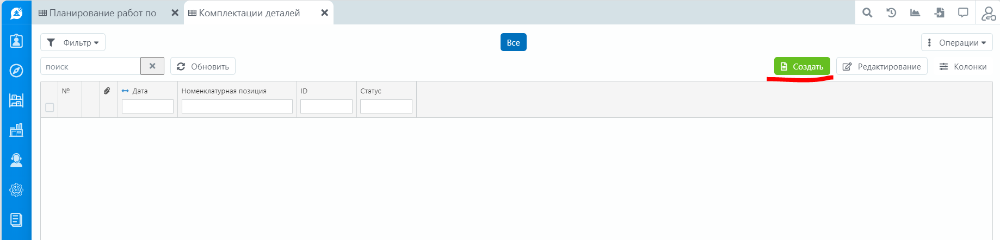 Планирование работ по
Комплектации деталей
Фильтр
Все
Операции
поиск
Обновить
Создать
Редактирование
Колонки
№
Дата
Номенклатурная позиция
ID
Статус